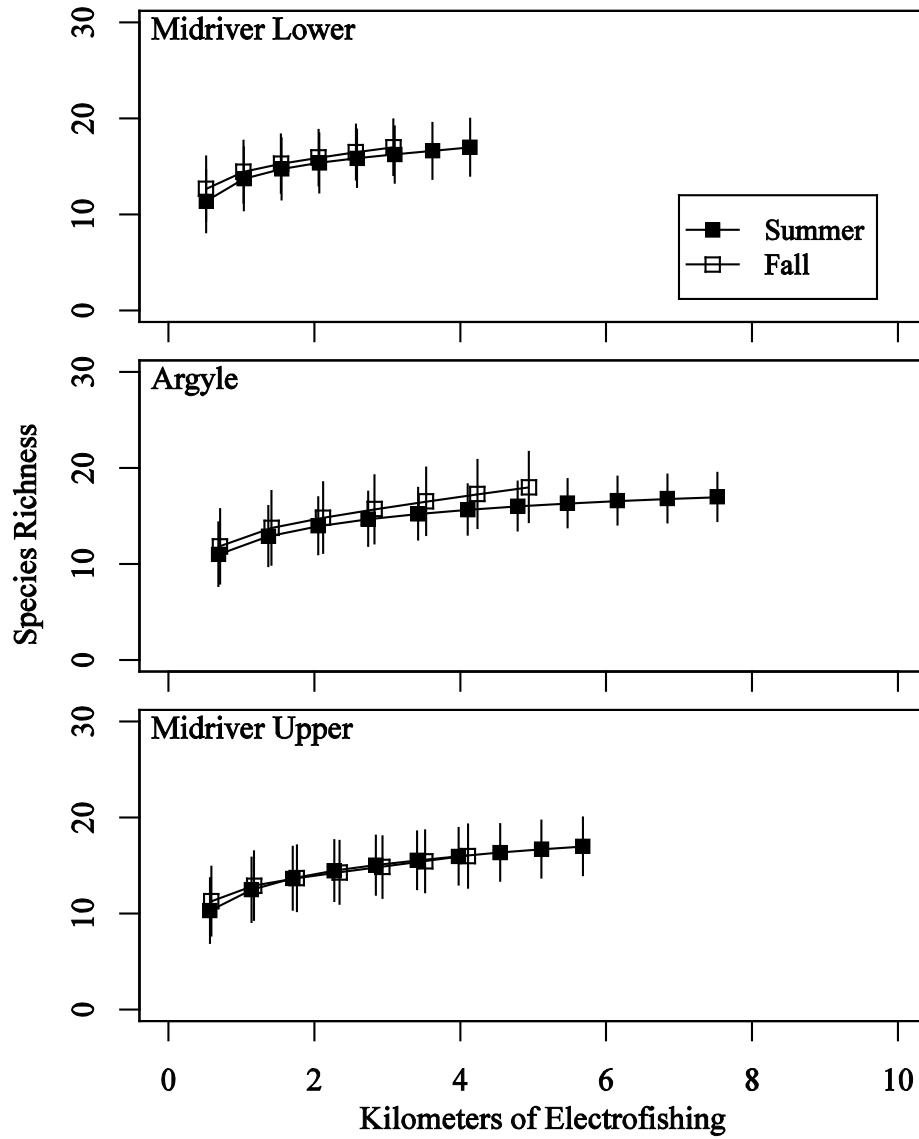 Midriver Lower
30
20
10
0
Summer
Fall
Argyle
30
20
10
0
Species Richness
Midriver Upper
30
20
10
0
0 2 4 6 8 10
Kilometers of Electrofishing